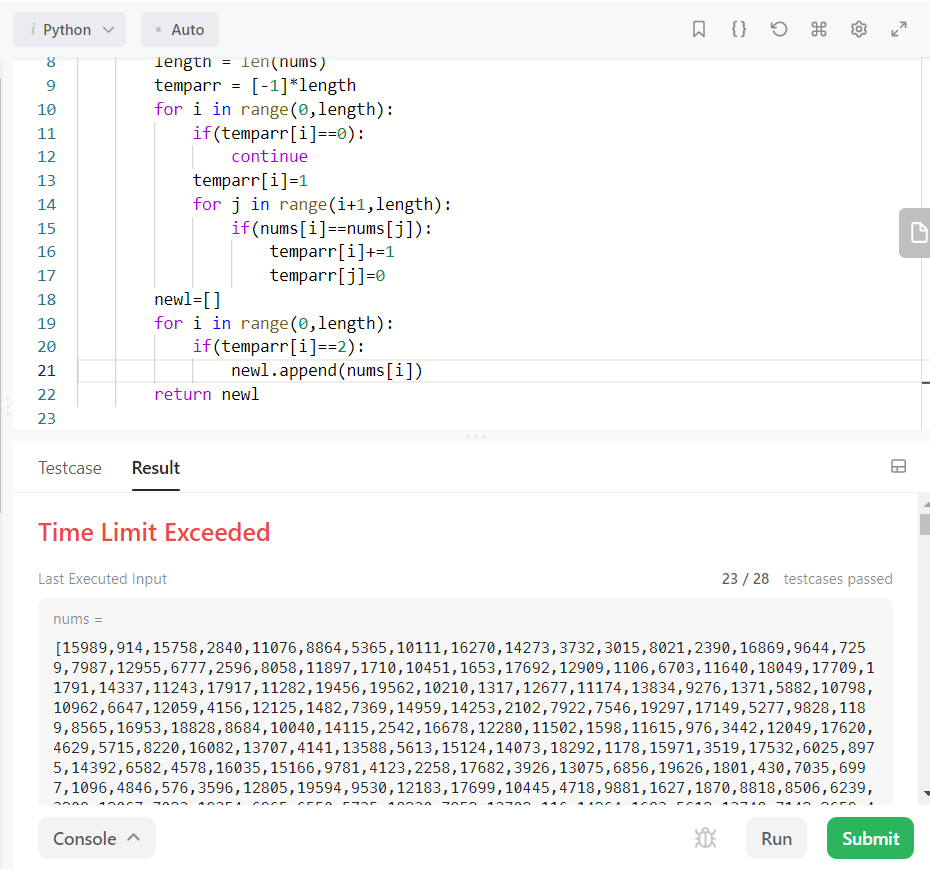 i Python
Auto
8 length = len(nums)
9 temparr = [-1]*length
10 for i in range(0,length):
11 if(temparr[i]==0):
12 continue
13 temparr[i]=1
14 for j in range(i+1,length):
15 if(nums[i]==nums[j]):
16 temparr[i]+=1
17 temparr[j]=0
18 newl=[]
19 for i in range(0,length):
20 if(temparr[i]==2):
21 newl.append(nums[i])
22 return newl
23
Testcase Result
Time Limit Exceeded
Last Executed Input 23 / 28 testcases passed
nums =
[15989,914,15758,2840,11076,8864,5365,10111,16270,14273,3732,3015,8021,2390,16869,9644,725
9,7987,12955,6777,2596,8058,11897,1710,10451,1653,17692,12909,1106,6703,11640,18049,17709,1
1791,14337,11243,17917,11282,19456,19562,10210,1317,12677,11174,13834,9276,1371,5882,10798,
10962,6647,12059,4156,12125,1482,7369,14959,14253,2102,7922,7546,19297,17149,5277,9828,118
9,8565,16953,18828,8684,10040,14115,2542,16678,12280,11502,1598,11615,976,3442,12049,17620,
4629,5715,8220,16082,13707,4141,13588,5613,15124,14073,18292,1178,15971,3519,17532,6025,897
5,14392,6582,4578,16035,15166,9781,4123,2258,17682,3926,13075,6856,19626,1801,430,7035,699
7,1096,4846,576,3596,12805,19594,9530,12183,17699,10445,4718,9881,1627,1870,8818,8506,6239,
Console
Run
Submit